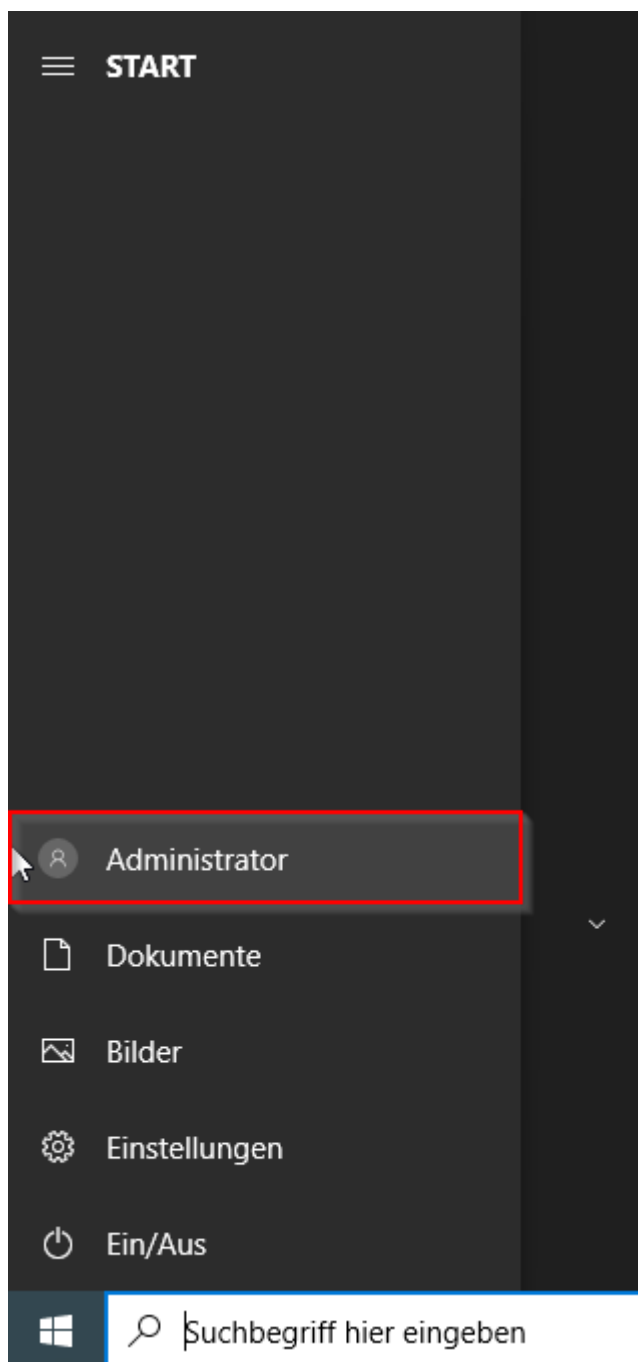 START
Administrator
Dokumente
Bilder
Einstellungen
Ein/Aus
Suchbegriff hier eingeben